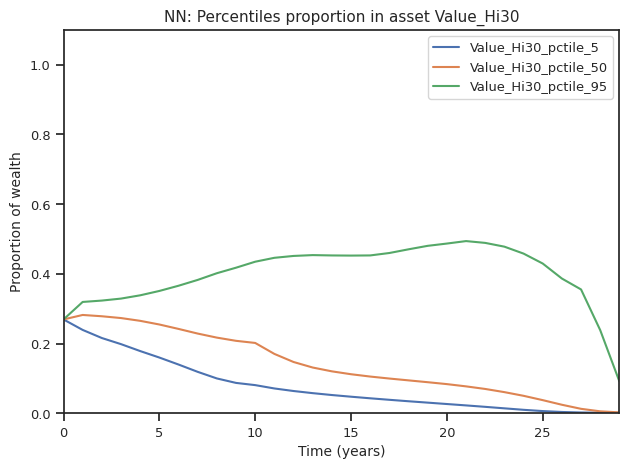 NN: Percentiles proportion in asset Value_Hi30
Value_Hi30_pctile_5
Value_Hi30_pctile_50
Value_Hi30_pctile_95
Proportion of wealth
1.0
0.8
0.6
0.4
0.2
0.0
0 5 10 15 20 25
Time (years)